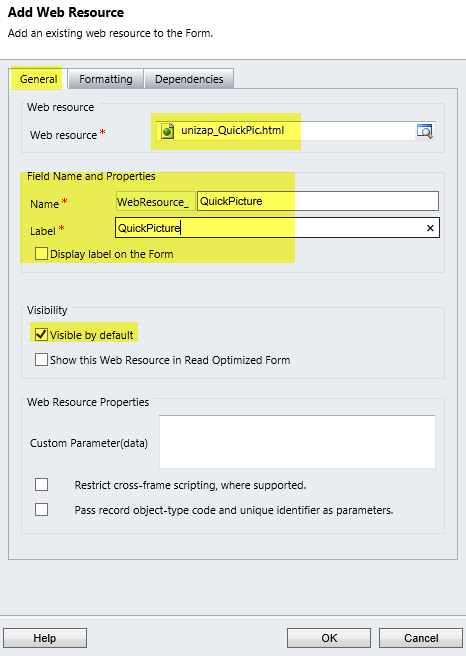 Add Web Resource
Add an existing web resource to the Form.
General Formatting Dependencies
Web resource
Web resource * unizap_QuickPic.html
Field Name and Properties
Name * WebResource_ QuickPicture
Label * QuickPicture ×
Display label on the Form
Visibility
Visible by default
Show this Web Resource in Read Optimized Form
Web Resource Properties
Custom Parameter(data)
Restrict cross-frame scripting, where supported.
Pass record object-type code and unique identifier as parameters.
Help OK Cancel